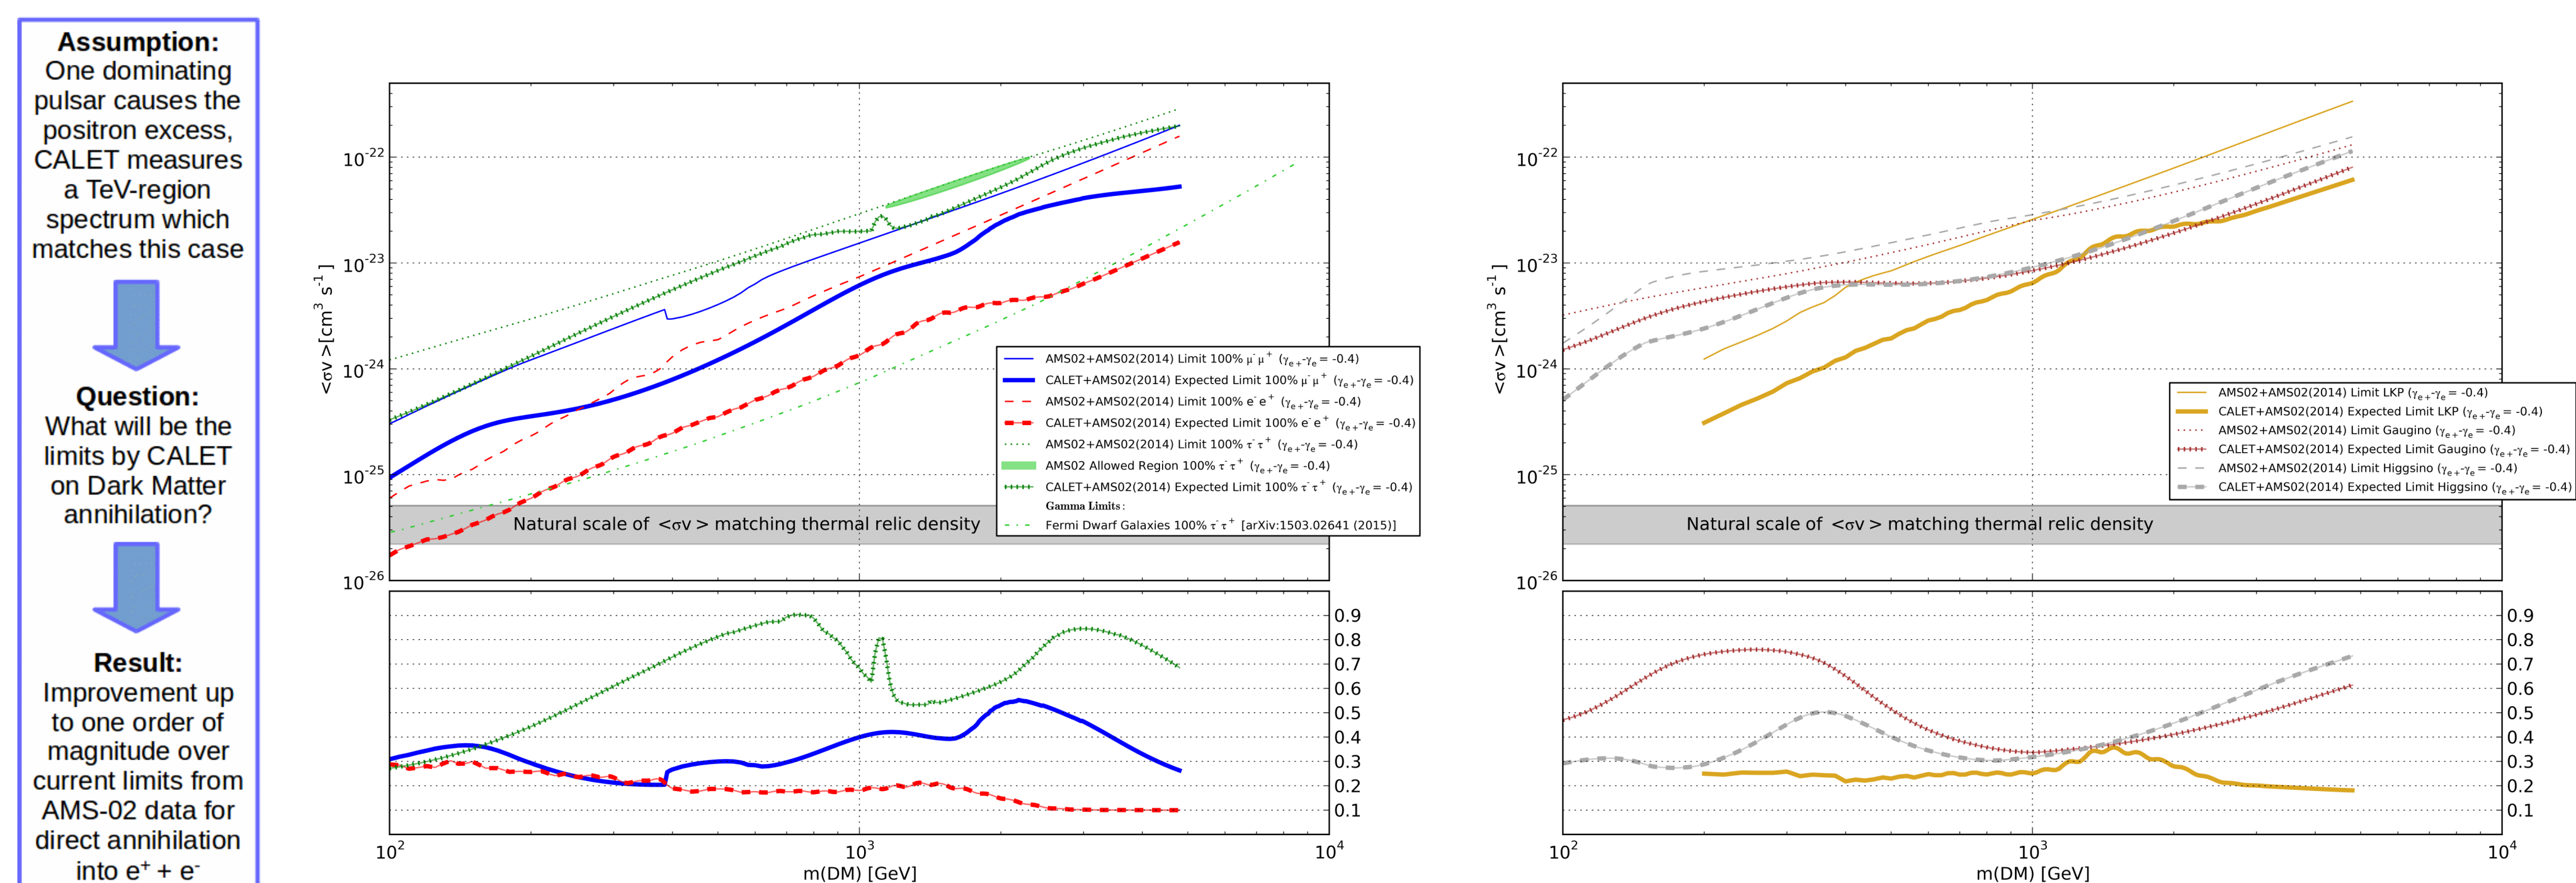 Assumption:
One dominating
pulsar causes the
positron excess,
CALET measures
a TeV-region
spectrum which
matches this case
Question:
What will be the
limits by CALET
on Dark Matter
annihilation?
Result:
Improvement up
to one order of
magnitude over
current limits from
AMS-02 data for
direct annihilation
into e⁺ + e⁻
<σv>[cm³ s⁻¹]
10⁻²²
10⁻²³
10⁻²⁴
10⁻²⁵
10⁻²⁶
AMS02+AMS02(2014) Limit 100% μ⁻μ⁺ (γₑ₊-γₑ= -0.4)
CALET+AMS02(2014) Expected Limit 100% μ⁻μ⁺ (γₑ₊-γₑ= -0.4)
AMS02+AMS02(2014) Limit 100% e⁻e⁺ (γₑ₊-γₑ= -0.4)
CALET+AMS02(2014) Expected Limit 100% e⁻e⁺ (γₑ₊-γₑ= -0.4)
AMS02+AMS02(2014) Limit 100% τ⁻τ⁺ (γₑ₊-γₑ= -0.4)
AMS02 Allowed Region 100% τ⁻τ⁺ (γₑ₊-γₑ= -0.4)
CALET+AMS02(2014) Expected Limit 100% τ⁻τ⁺ (γₑ₊-γₑ= -0.4)
Gamma Limits:
Fermi Dwarf Galaxies 100% τ⁻τ⁺ [arXiv:1503.02641 (2015)]
Natural scale of <σv> matching thermal relic density
0.9
0.8
0.7
0.6
0.5
0.4
0.3
0.2
0.1
10² 10³ 10⁴
m(DM) [GeV]
<σv>[cm³ s⁻¹]
10⁻²²
10⁻²³
10⁻²⁴
10⁻²⁵
10⁻²⁶
AMS02+AMS02(2014) Limit LKP (γₑ₊-γₑ= -0.4)
CALET+AMS02(2014) Expected Limit LKP (γₑ₊-γₑ= -0.4)
AMS02+AMS02(2014) Limit Gaugino (γₑ₊-γₑ= -0.4)
CALET+AMS02(2014) Expected Limit Gaugino (γₑ₊-γₑ= -0.4)
AMS02+AMS02(2014) Limit Higgsino (γₑ₊-γₑ= -0.4)
CALET+AMS02(2014) Expected Limit Higgsino (γₑ₊-γₑ= -0.4)
Natural scale of <σv> matching thermal relic density
0.9
0.8
0.7
0.6
0.5
0.4
0.3
0.2
0.1
10² 10³ 10⁴
m(DM) [GeV]